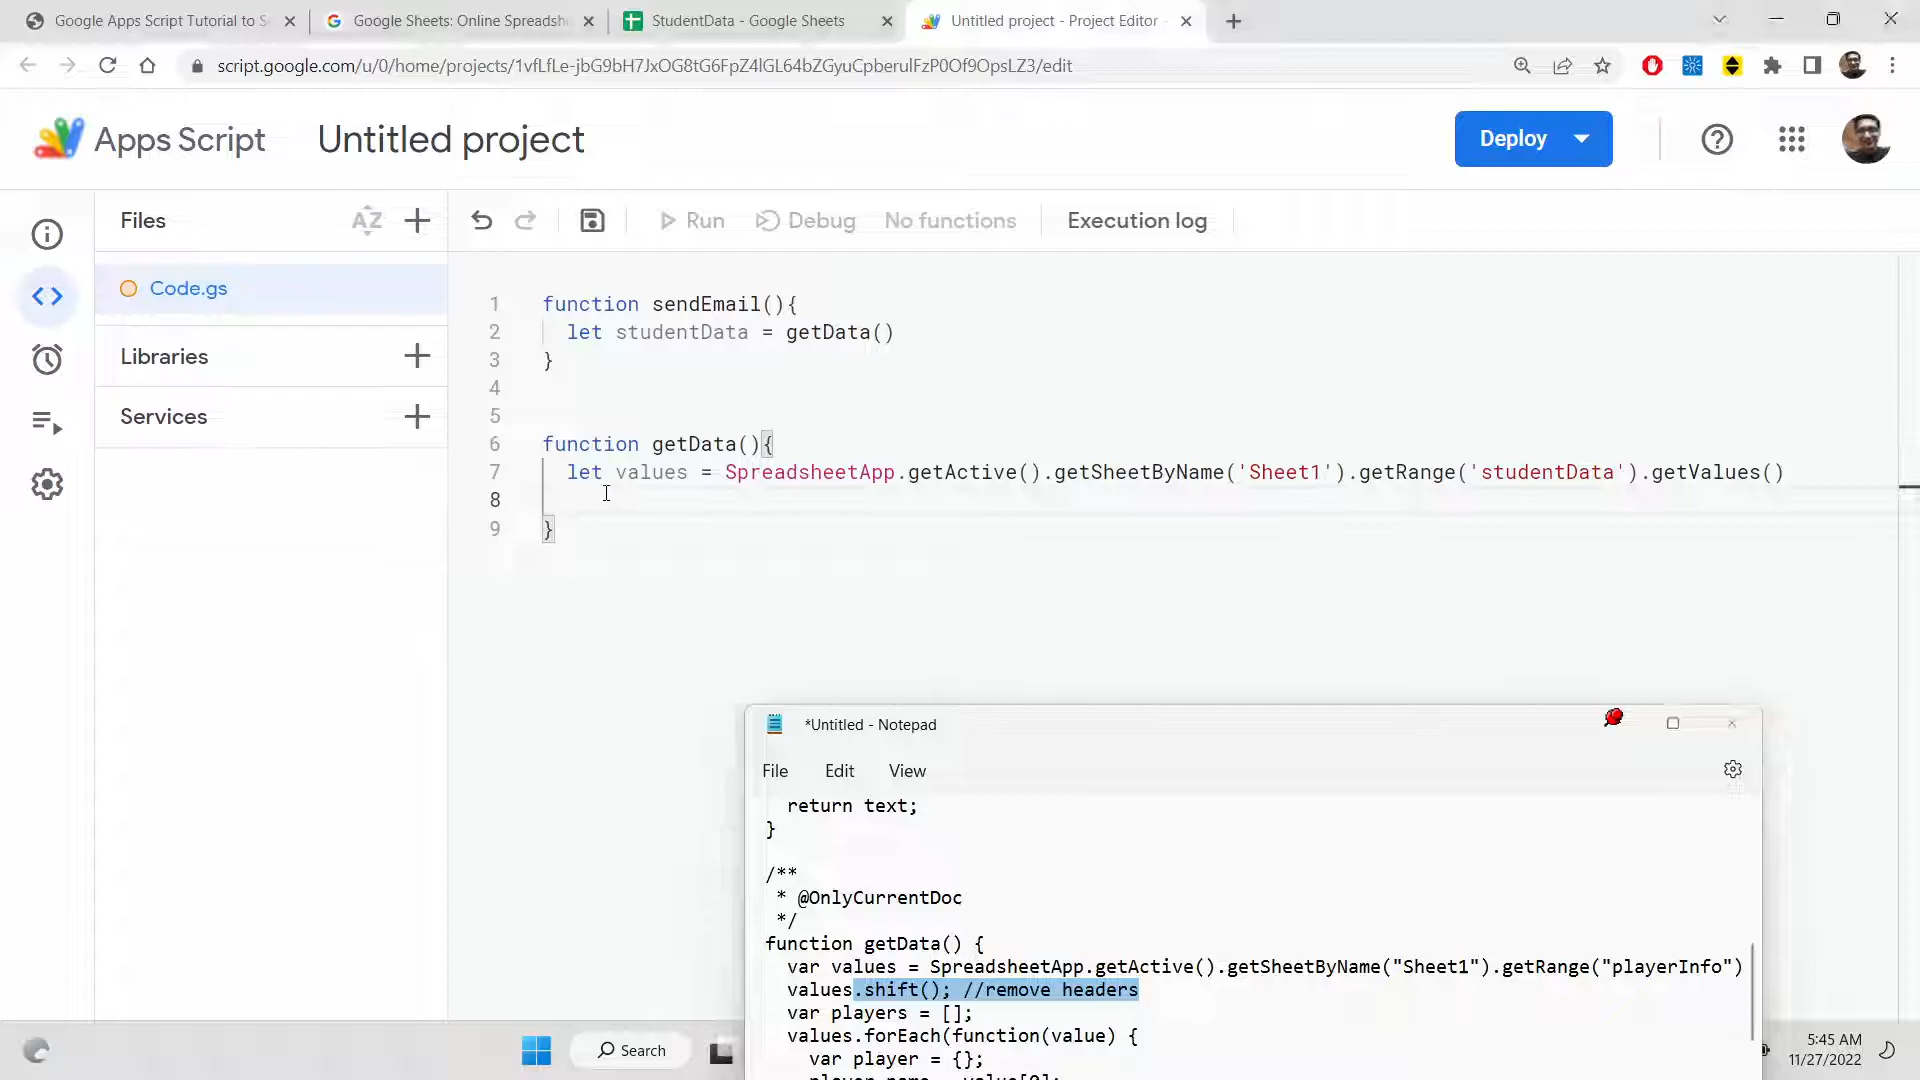 Google Apps Script Tutorial to S
Google Sheets: Online Spreadsh
StudentData - Google Sheets
Untitled project - Project Editor -
script.google.com/u/0/home/projects/1vfLfLe-jbG9bH7JxOG8tG6FpZ4lGL64bZGyuCpberulFzP0Of9OpsLZ3/edit
Apps Script
Untitled project
Deploy
Files
AZ
Run
Debug
No functions
Execution log
Code.gs
Libraries
Services
1 function sendEmail(){
2 let studentData = getData()
3 }
4
5
6 function getData(){
7 let values = SpreadsheetApp.getActive().getSheetByName('Sheet1').getRange('studentData').getValues()
8
9 }
*Untitled - Notepad
File Edit View
return text;
}
/**
* @OnlyCurrentDoc
*/
function getData() {
var values = SpreadsheetApp.getActive().getSheetByName("Sheet1").getRange("playerInfo")
values.shift(); //remove headers
var players = [];
values.forEach(function(value) {
var player = {};
Search
5:45 AM
11/27/2022